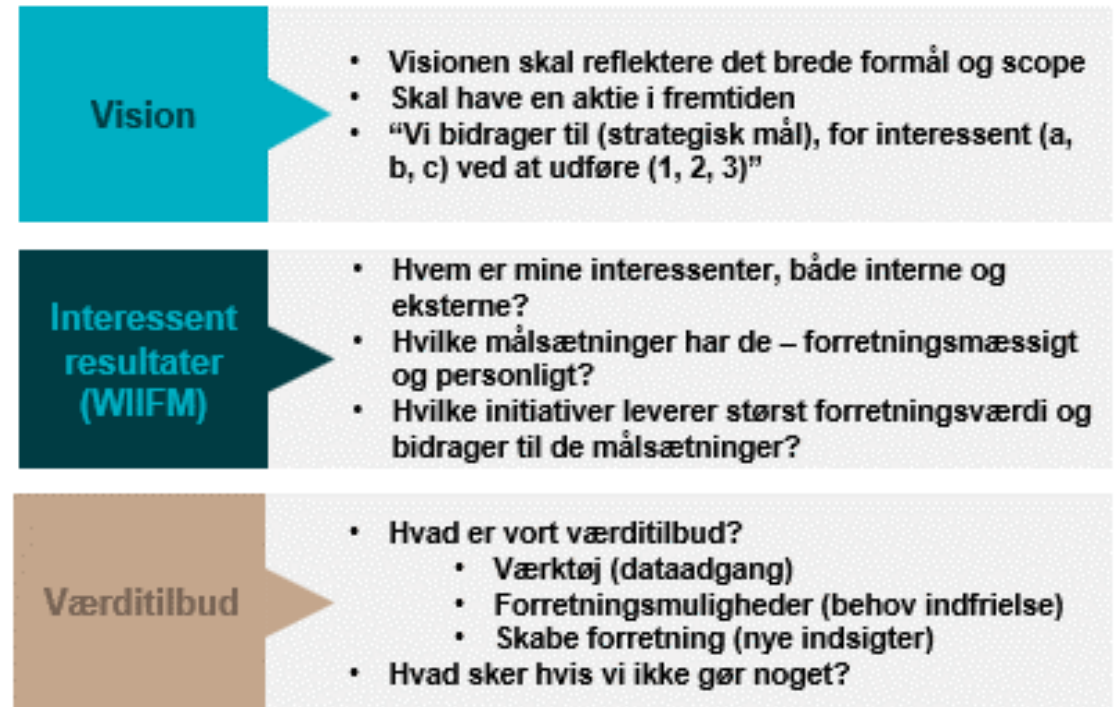 Vision
• Visionen skal reflektere det brede formål og scope
• Skal have en aktie i fremtiden
• “Vi bidrager til (strategisk mål), for interessent (a,
b, c) ved at udføre (1, 2, 3)”
Interessent
resultater
(WIIFM)
• Hvem er mine interessenter, både interne og
eksterne?
• Hvilke målsætninger har de – forretningsmæssigt
og personligt?
• Hvilke initiativer leverer størst forretningsværdi og
bidrager til de målsætninger?
Værditilbud
• Hvad er vort værditilbud?
• Værktøj (dataadgang)
• Forretningsmuligheder (behov indfrielse)
• Skabe forretning (nye indsigter)
• Hvad sker hvis vi ikke gør noget?